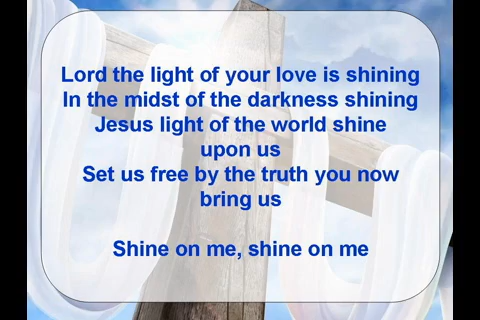 Lord the light of your love is shining
In the midst of the darkness shining
Jesus light of the world shine
upon us
Set us free by the truth you now
bring us
Shine on me, shine on me